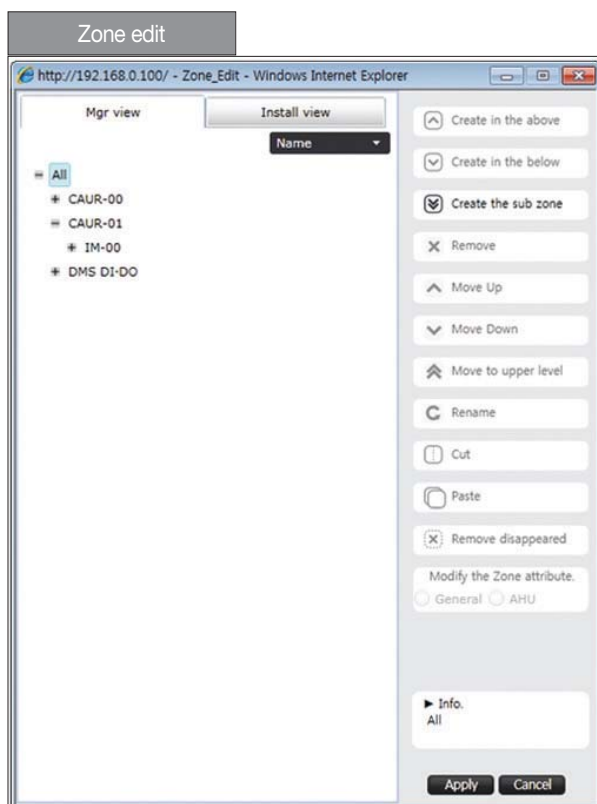 Zone edit
http://192.168.0.100/ - Zone_Edit - Windows Internet Explorer
Mgr view
Install view
Name
All
CAUR-00
CAUR-01
IM-00
DMS DI-DO
Create in the above
Create in the below
Create the sub zone
Remove
Move Up
Move Down
Move to upper level
Rename
Cut
Paste
Remove disappeared
Modify the Zone attribute.
General AHU
► Info.
All
Apply Cancel